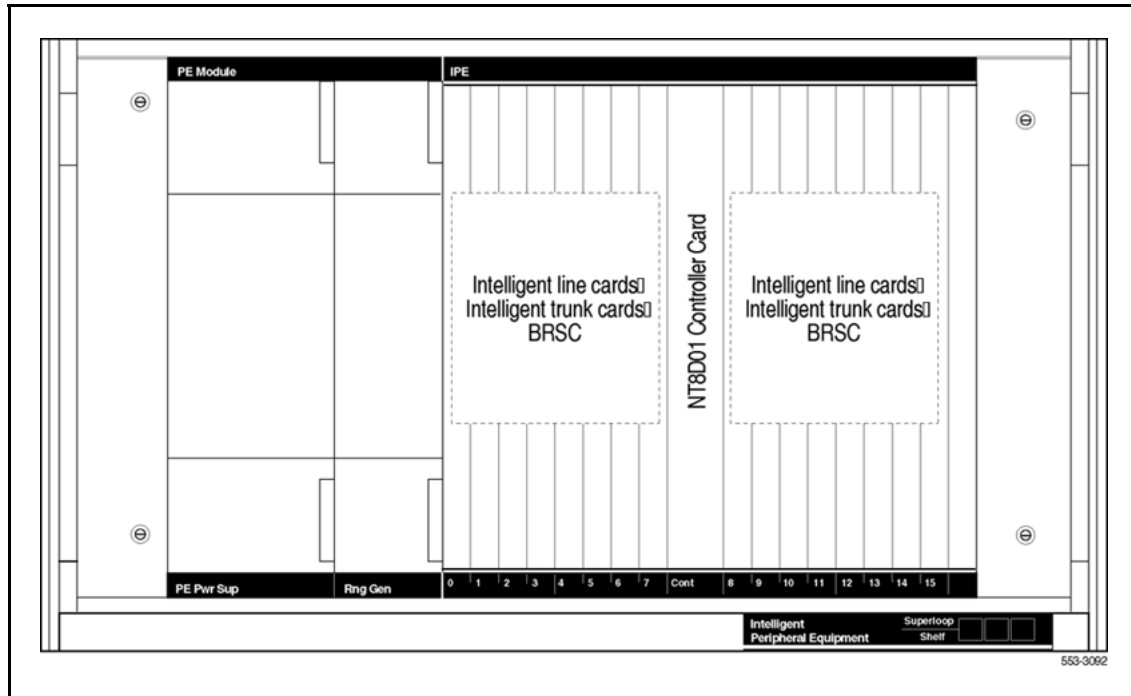 PE Module
IPE
Intelligent line cards▯
Intelligent trunk cards▯
BRSC
NT8D01 Controller Card
Intelligent line cards▯
Intelligent trunk cards▯
BRSC
PE Pwr Sup
Rng Gen
0 1 2 3 4 5 6 7 Cont 8 9 10 11 12 13 14 15
Intelligent
Peripheral Equipment
Superloop
Shelf
553-3092